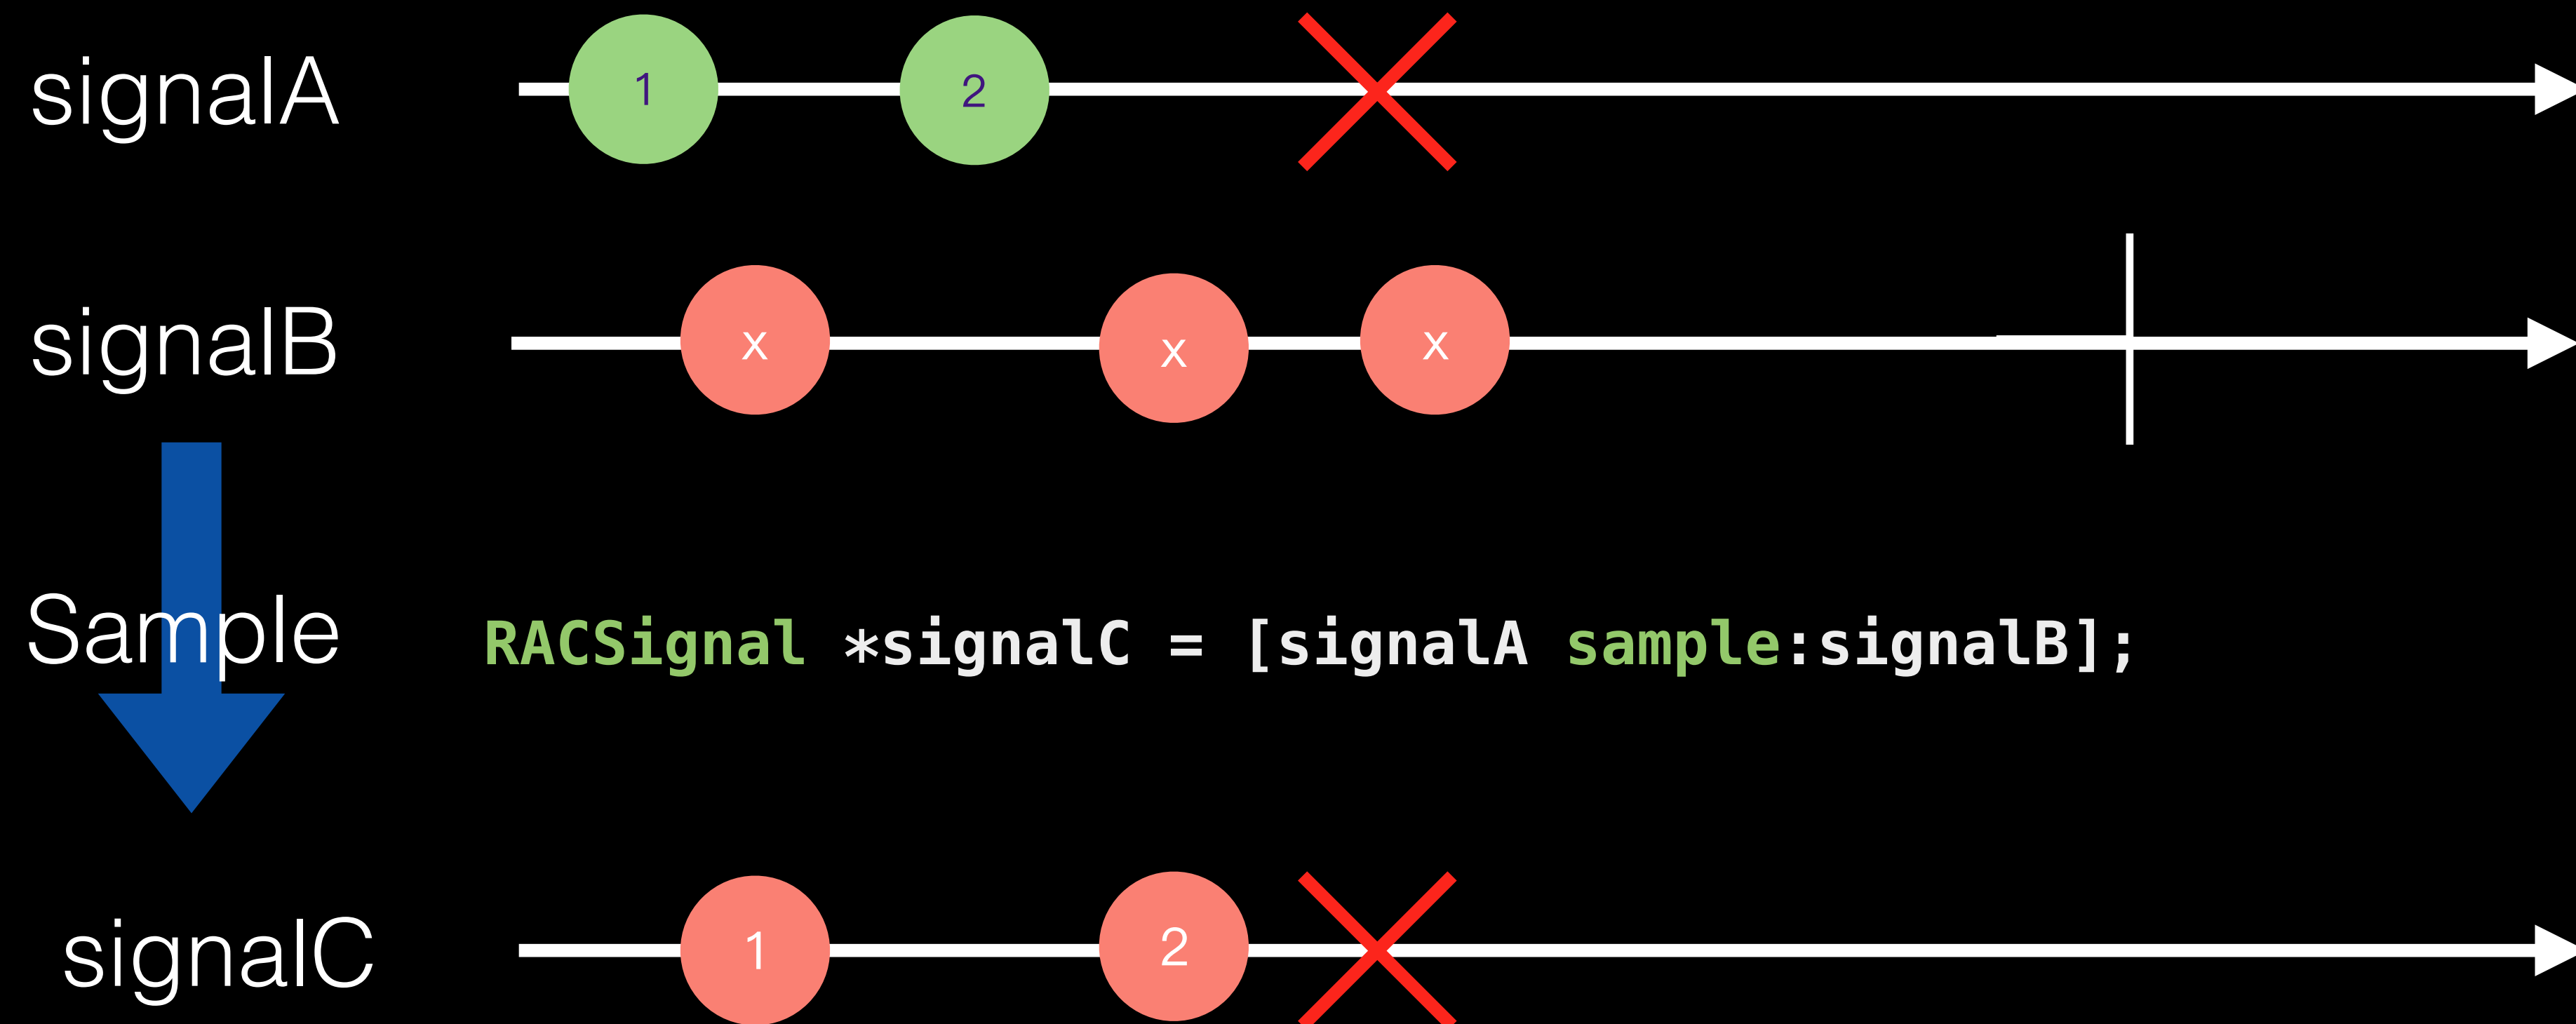 signalA
1 2
signalB
x x x
Sample
RACSignal *signalC = [signalA sample:signalB];
signalC
1 2